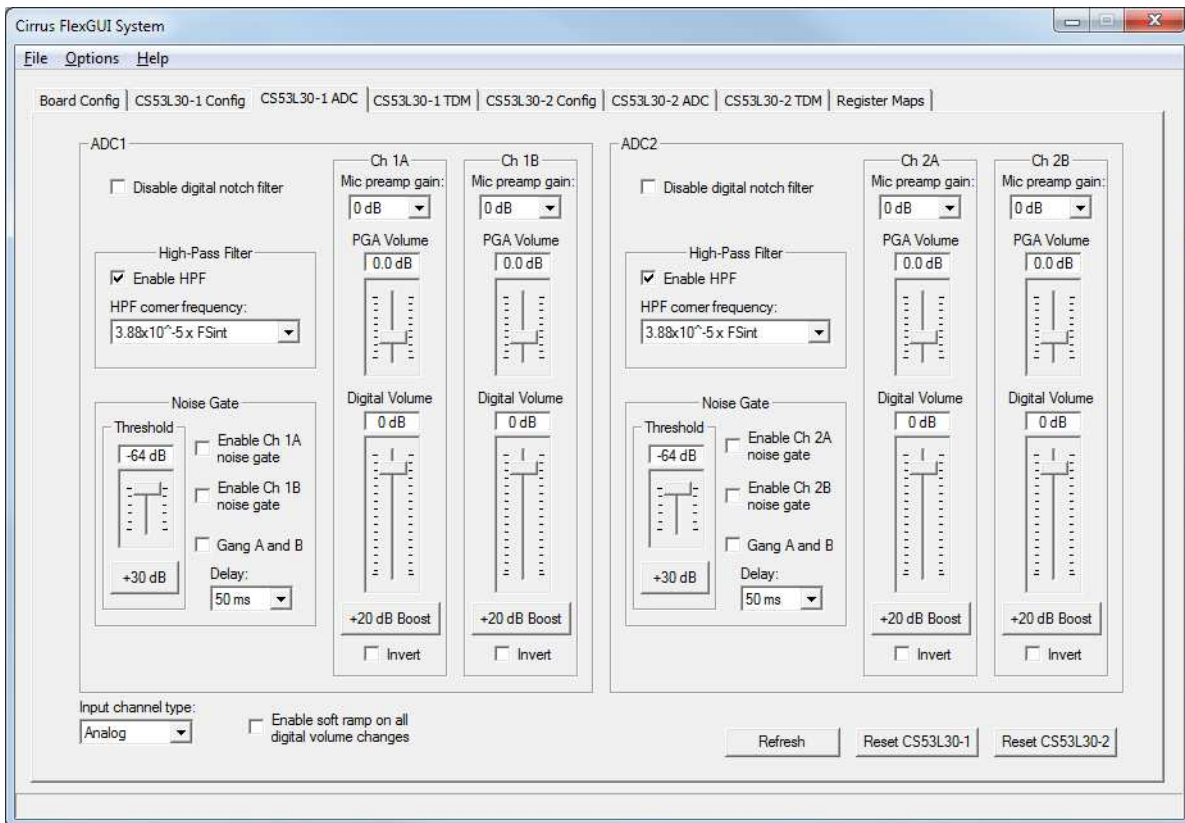 Cirrus FlexGUI System
File Options Help
Board Config CS53L30-1 Config CS53L30-1 ADC CS53L30-1 TDM CS53L30-2 Config CS53L30-2 ADC CS53L30-2 TDM Register Maps
ADC1
Disable digital notch filter
High-Pass Filter
Enable HPF
HPF corner frequency:
3.88x10^-5 x FSint
Noise Gate
Threshold
-64 dB
+30 dB
Enable Ch 1A
noise gate
Enable Ch 1B
noise gate
Gang A and B
Delay:
50 ms
Ch 1A
Mic preamp gain:
0 dB
PGA Volume
0.0 dB
Digital Volume
0 dB
+20 dB Boost
Invert
Ch 1B
Mic preamp gain:
0 dB
PGA Volume
0.0 dB
Digital Volume
0 dB
+20 dB Boost
Invert
ADC2
Disable digital notch filter
High-Pass Filter
Enable HPF
HPF corner frequency:
3.88x10^-5 x FSint
Noise Gate
Threshold
-64 dB
+30 dB
Enable Ch 2A
noise gate
Enable Ch 2B
noise gate
Gang A and B
Delay:
50 ms
Ch 2A
Mic preamp gain:
0 dB
PGA Volume
0.0 dB
Digital Volume
0 dB
+20 dB Boost
Invert
Ch 2B
Mic preamp gain:
0 dB
PGA Volume
0.0 dB
Digital Volume
0 dB
+20 dB Boost
Invert
Input channel type:
Analog
Enable soft ramp on all
digital volume changes
Refresh
Reset CS53L30-1
Reset CS53L30-2